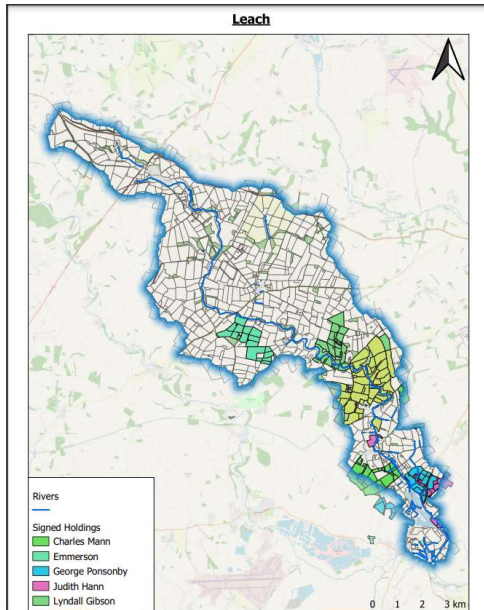 Leach
Rivers
Signed Holdings
Charles Mann
Emmerson
George Ponsonby
Judith Hann
Lyndall Gibson
0 1 2 3 km